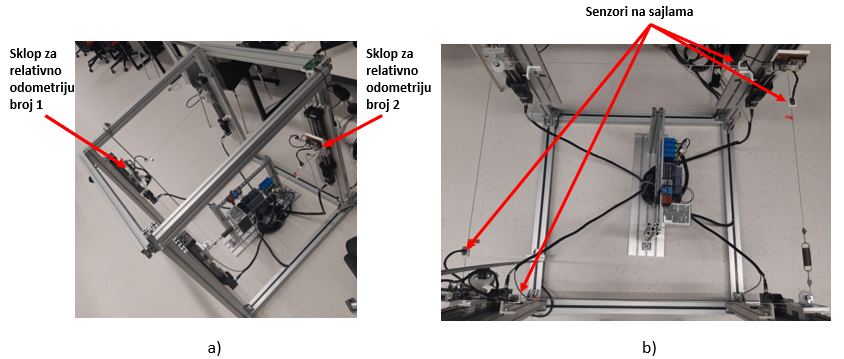 Senzori na sajlama
Sklop za
relativno
odometriju
broj 1
Sklop za
relativno
odometriju
broj 2
a)
b)